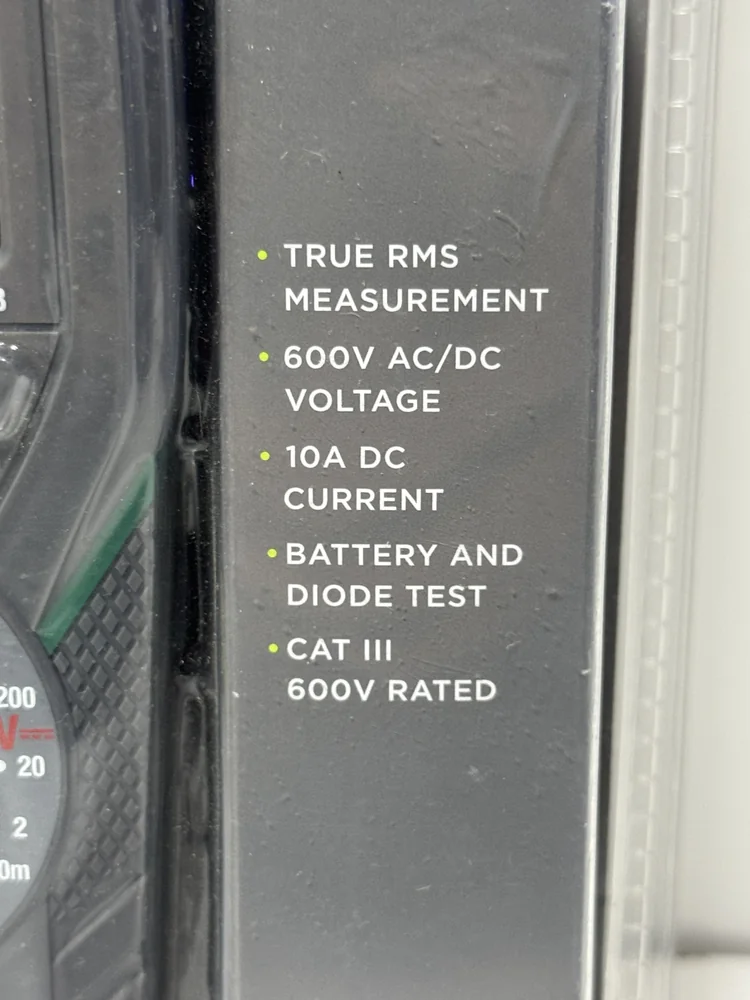 • TRUE RMS
MEASUREMENT
• 600V AC/DC
VOLTAGE
• 10A DC
CURRENT
• BATTERY AND
DIODE TEST
• CAT III
600V RATED
200
V
20
2